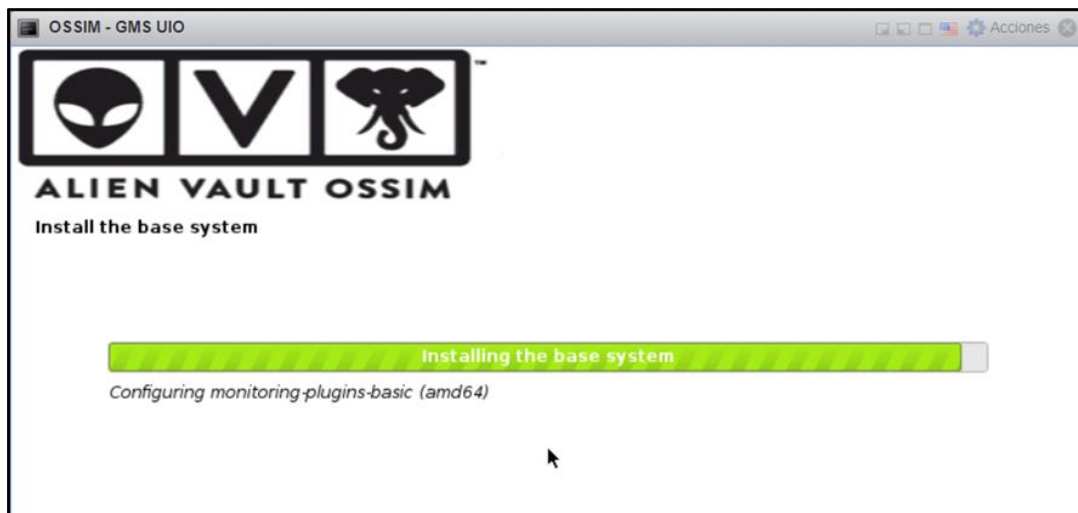 OSSIM - GMS UIO
Acciones
V
™
ALIEN VAULT OSSIM
Install the base system
Installing the base system
Configuring monitoring-plugins-basic (amd64)